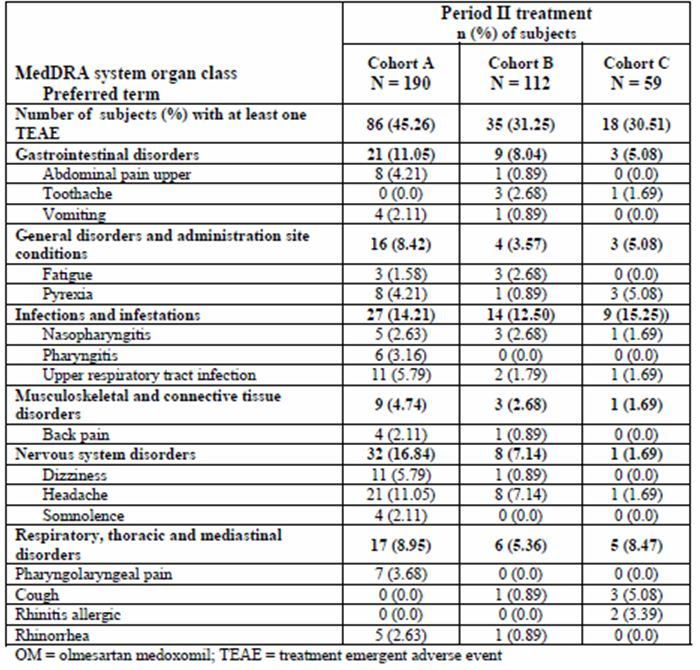 Period II treatment
n (%) of subjects
MedDRA system organ class
Preferred term
Cohort A
N = 190
Cohort B
N = 112
Cohort C
N = 59
Number of subjects (%) with at least one
TEAE
86 (45.26) 35 (31.25) 18 (30.51)
Gastrointestinal disorders 21 (11.05) 9 (8.04) 3 (5.08)
Abdominal pain upper 8 (4.21) 1 (0.89) 0 (0.0)
Toothache 0 (0.0) 3 (2.68) 1 (1.69)
Vomiting 4 (2.11) 1 (0.89) 0 (0.0)
General disorders and administration site
conditions
16 (8.42) 4 (3.57) 3 (5.08)
Fatigue 3 (1.58) 3 (2.68) 0 (0.0)
Pyrexia 8 (4.21) 1 (0.89) 3 (5.08)
Infections and infestations 27 (14.21) 14 (12.50) 9 (15.25))
Nasopharyngitis 5 (2.63) 3 (2.68) 1 (1.69)
Pharyngitis 6 (3.16) 0 (0.0) 0 (0.0)
Upper respiratory tract infection 11 (5.79) 2 (1.79) 1 (1.69)
Musculoskeletal and connective tissue
disorders
9 (4.74) 3 (2.68) 1 (1.69)
Back pain 4 (2.11) 1 (0.89) 0 (0.0)
Nervous system disorders 32 (16.84) 8 (7.14) 1 (1.69)
Dizziness 11 (5.79) 1 (0.89) 0 (0.0)
Headache 21 (11.05) 8 (7.14) 1 (1.69)
Somnolence 4 (2.11) 0 (0.0) 0 (0.0)
Respiratory, thoracic and mediastinal
disorders
17 (8.95) 6 (5.36) 5 (8.47)
Pharyngolaryngeal pain 7 (3.68) 0 (0.0) 0 (0.0)
Cough 0 (0.0) 1 (0.89) 3 (5.08)
Rhinitis allergic 0 (0.0) 0 (0.0) 2 (3.39)
Rhinorrhea 5 (2.63) 1 (0.89) 0 (0.0)
OM = olmesartan medoxomil; TEAE = treatment emergent adverse event